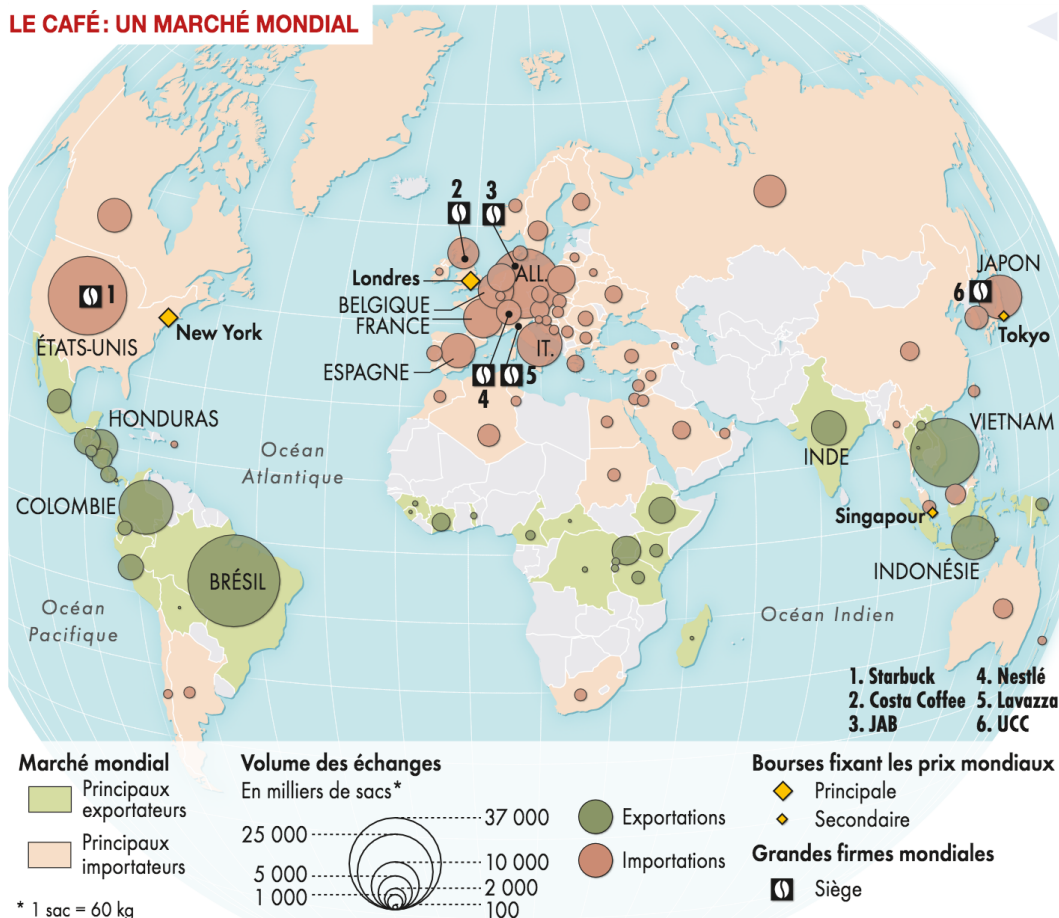 LE CAFÉ : UN MARCHÉ MONDIAL
2
3
Londres
ALL.
BELGIQUE
FRANCE
ESPAGNE
IT.
4
5
1
ÉTATS-UNIS
New York
JAPON
6
Tokyo
HONDURAS
Océan
Atlantique
COLOMBIE
BRÉSIL
Océan
Pacifique
INDE
VIETNAM
Singapour
INDONÉSIE
Océan Indien
1. Starbuck
2. Costa Coffee
3. JAB
4. Nestlé
5. Lavazza
6. UCC
Marché mondial
Principaux
exportateurs
Principaux
importateurs
* 1 sac = 60 kg
Volume des échanges
En milliers de sacs*
37 000
25 000
10 000
5 000
2 000
1 000
100
Exportations
Importations
Bourses fixant les prix mondiaux
Principale
Secondaire
Grandes firmes mondiales
Siège